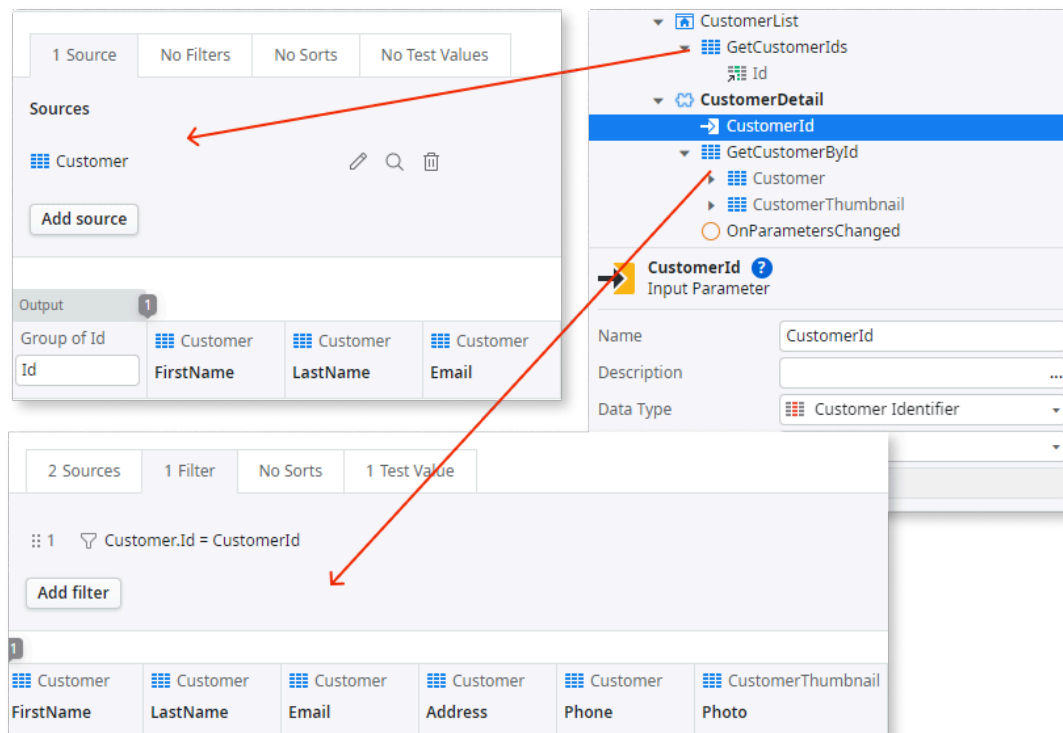 1 Source
No Filters
No Sorts
No Test Values
Sources
Customer
Add source
Output
1
Group of Id
Customer
Customer
Customer
Id
FirstName
LastName
Email
CustomerList
GetCustomerIds
Id
CustomerDetail
CustomerId
GetCustomerById
Customer
CustomerThumbnail
OnParametersChanged
CustomerId ?
Input Parameter
Name
CustomerId
Description
...
Data Type
Customer Identifier
2 Sources
1 Filter
No Sorts
1 Test Value
1
Customer.Id = CustomerId
Add filter
1
Customer
Customer
Customer
Customer
Customer
CustomerThumbnail
FirstName
LastName
Email
Address
Phone
Photo